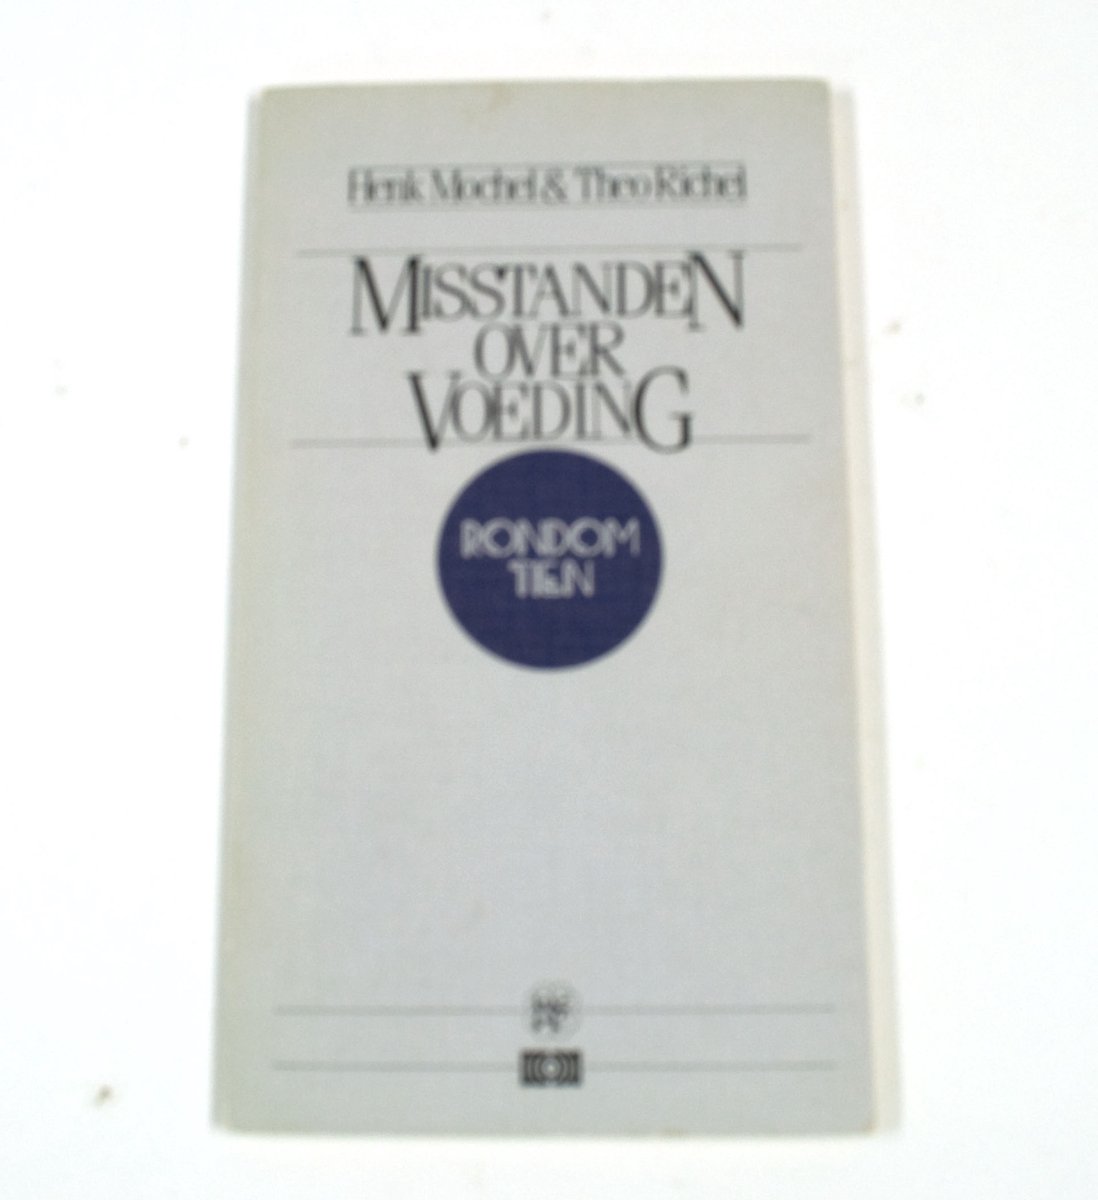 Henk Mochel & Theo Richel
MISSTANDEN
OVER
VOEDING
RONDOM
TIEN